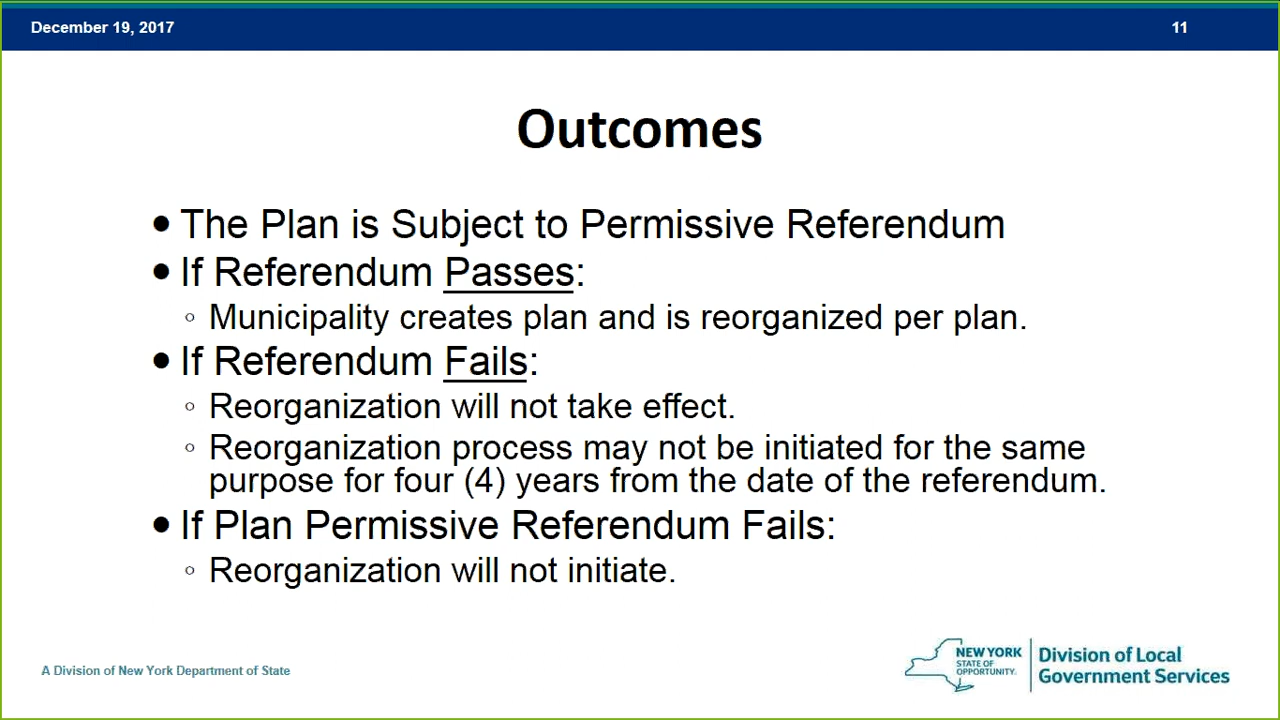 December 19, 2017
11
Outcomes
• The Plan is Subject to Permissive Referendum
• If Referendum Passes:
◦ Municipality creates plan and is reorganized per plan.
• If Referendum Fails:
◦ Reorganization will not take effect.
◦ Reorganization process may not be initiated for the same
purpose for four (4) years from the date of the referendum.
• If Plan Permissive Referendum Fails:
◦ Reorganization will not initiate.
A Division of New York Department of State
NEW YORK
STATE OF
OPPORTUNITY.
Division of Local
Government Services